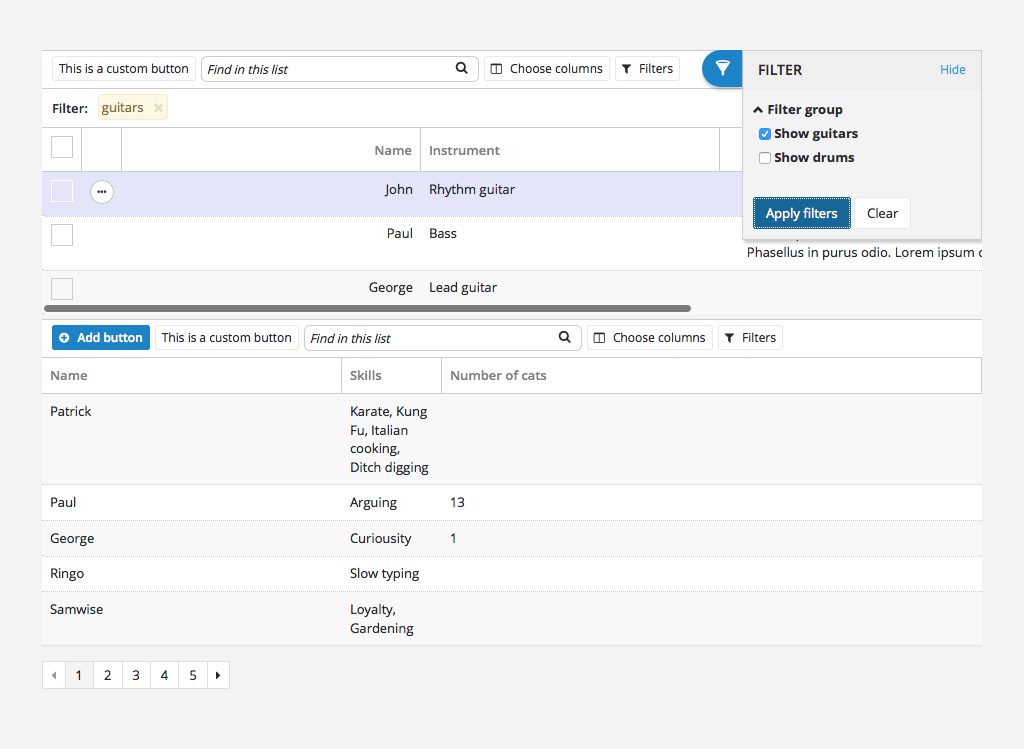 This is a custom button Find in this list Choose columns Filters
FILTER Hide
Filter: guitars
Filter group
Show guitars
Show drums
Apply filters Clear
Name Instrument
John Rhythm guitar
Paul Bass
Phasellus in purus odio. Lorem ipsum
George Lead guitar
Add button This is a custom button Find in this list Choose columns Filters
Name Skills Number of cats
Patrick Karate, Kung
Fu, Italian
cooking,
Ditch digging
Paul Arguing 13
George Curiousity 1
Ringo Slow typing
Samwise Loyalty,
Gardening
1 2 3 4 5